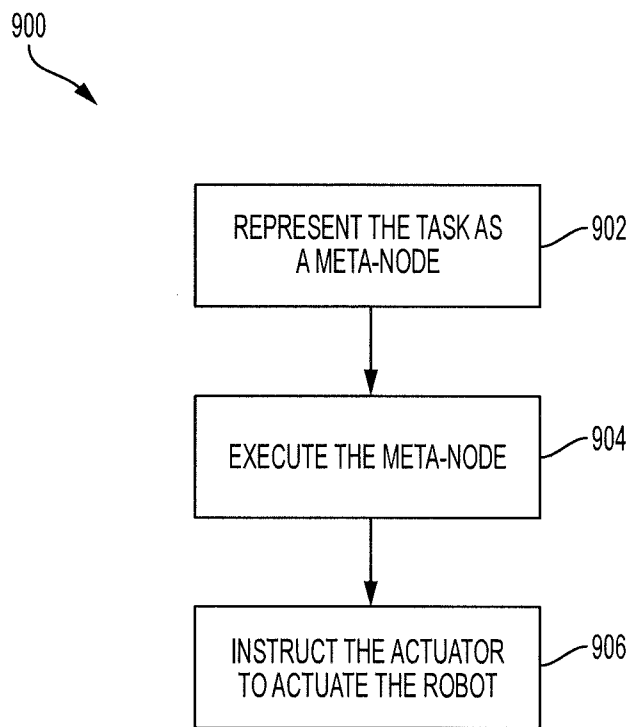 900
REPRESENT THE TASK AS
A META-NODE
902
EXECUTE THE META-NODE
904
INSTRUCT THE ACTUATOR
TO ACTUATE THE ROBOT
906